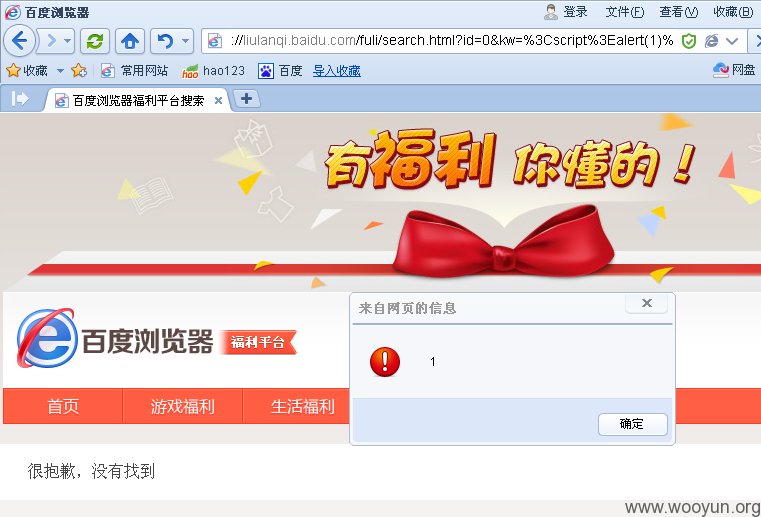 百度浏览器 登录 文件(F) 查看(V) 收藏(B)
://liulanqi.baidu.com/fuli/search.html?id=0&kw=%3Cscript%3Ealert(1)%
收藏 常用网站 hao123 百度 导入收藏 网盘
百度浏览器福利平台搜索
有福利 你懂的！
百度浏览器 福利平台
来自网页的信息
1
确定
首页 游戏福利 生活福利
很抱歉，没有找到
www.wooyun.org